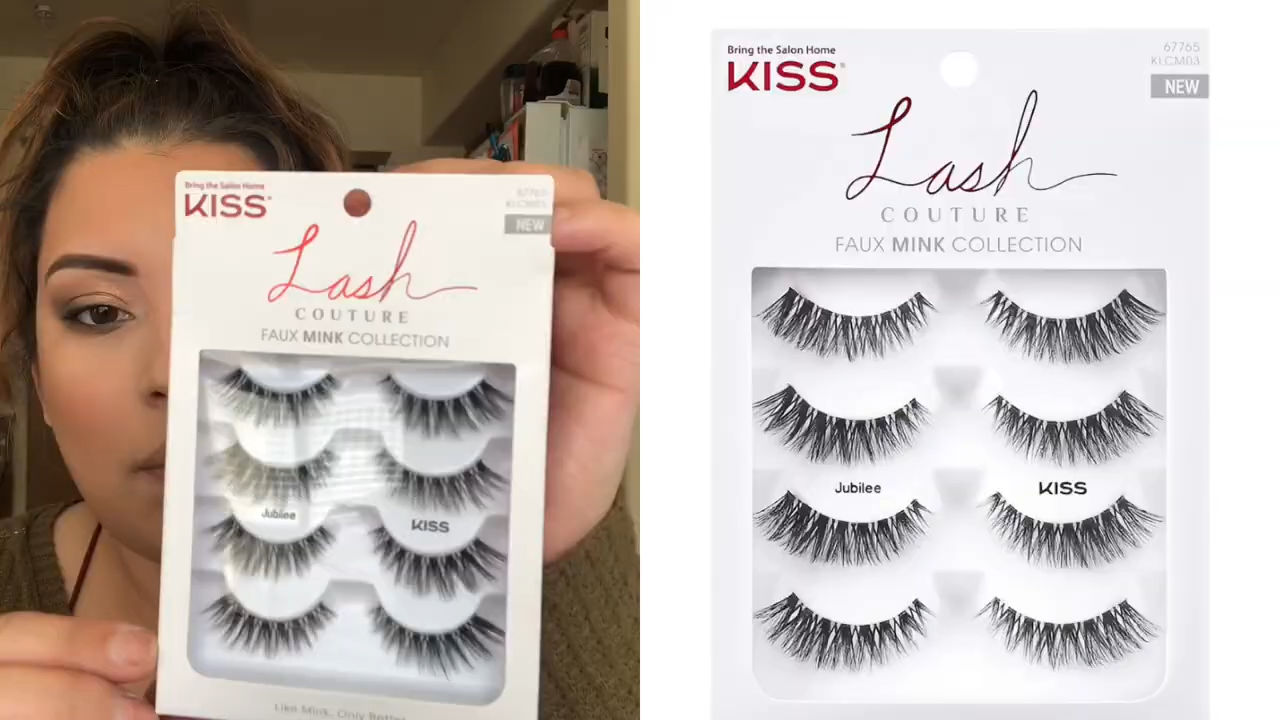 Bring the Salon Home
KISS®
NEW
Lash
COUTURE
FAUX MINK COLLECTION
Jubilee
KISS
Like Mink. Only Better
Bring the Salon Home
KISS®
67765
KLCM03
NEW
Lash
COUTURE
FAUX MINK COLLECTION
Jubilee
KISS